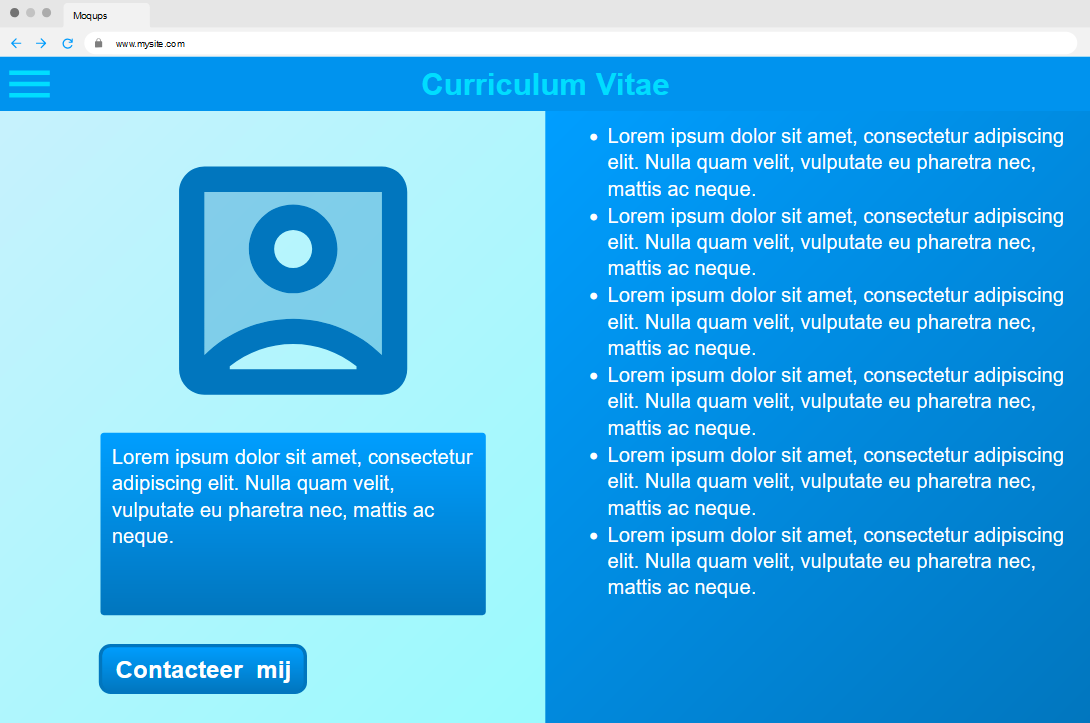 Moqups
www.mysite.com
Curriculum Vitae
Lorem ipsum dolor sit amet, consectetur
adipiscing elit. Nulla quam velit,
vulputate eu pharetra nec, mattis ac
neque.
Contacteer mij
• Lorem ipsum dolor sit amet, consectetur adipiscing
elit. Nulla quam velit, vulputate eu pharetra nec,
mattis ac neque.
• Lorem ipsum dolor sit amet, consectetur adipiscing
elit. Nulla quam velit, vulputate eu pharetra nec,
mattis ac neque.
• Lorem ipsum dolor sit amet, consectetur adipiscing
elit. Nulla quam velit, vulputate eu pharetra nec,
mattis ac neque.
• Lorem ipsum dolor sit amet, consectetur adipiscing
elit. Nulla quam velit, vulputate eu pharetra nec,
mattis ac neque.
• Lorem ipsum dolor sit amet, consectetur adipiscing
elit. Nulla quam velit, vulputate eu pharetra nec,
mattis ac neque.
• Lorem ipsum dolor sit amet, consectetur adipiscing
elit. Nulla quam velit, vulputate eu pharetra nec,
mattis ac neque.